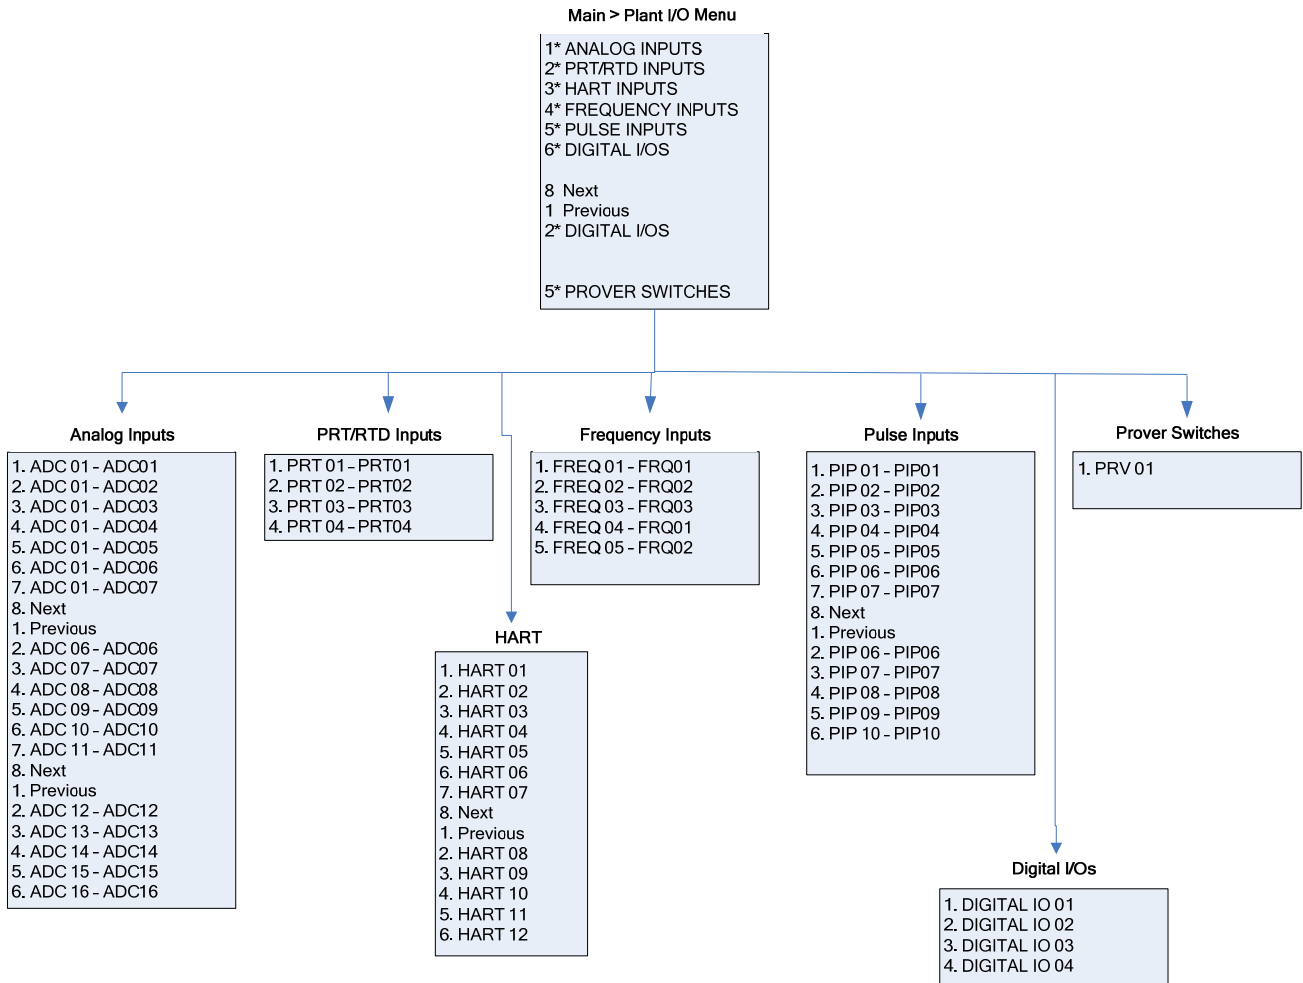 Main > Plant I/O Menu
1* ANALOG INPUTS
2* PRT/RTD INPUTS
3* HART INPUTS
4* FREQUENCY INPUTS
5* PULSE INPUTS
6* DIGITAL I/OS
8 Next
1 Previous
2* DIGITAL I/OS
5* PROVER SWITCHES
Analog Inputs
1. ADC 01 - ADC01
2. ADC 01 - ADC02
3. ADC 01 - ADC03
4. ADC 01 - ADC04
5. ADC 01 - ADC05
6. ADC 01 - ADC06
7. ADC 01 - ADC07
8. Next
1. Previous
2. ADC 06 - ADC06
3. ADC 07 - ADC07
4. ADC 08 - ADC08
5. ADC 09 - ADC09
6. ADC 10 - ADC10
7. ADC 11 - ADC11
8. Next
1. Previous
2. ADC 12 - ADC12
3. ADC 13 - ADC13
4. ADC 14 - ADC14
5. ADC 15 - ADC15
6. ADC 16 - ADC16
PRT/RTD Inputs
1. PRT 01 - PRT01
2. PRT 02 - PRT02
3. PRT 03 - PRT03
4. PRT 04 - PRT04
HART
1. HART 01
2. HART 02
3. HART 03
4. HART 04
5. HART 05
6. HART 06
7. HART 07
8. Next
1. Previous
2. HART 08
3. HART 09
4. HART 10
5. HART 11
6. HART 12
Frequency Inputs
1. FREQ 01 - FRQ01
2. FREQ 02 - FRQ02
3. FREQ 03 - FRQ03
4. FREQ 04 - FRQ01
5. FREQ 05 - FRQ02
Pulse Inputs
1. PIP 01 - PIP01
2. PIP 02 - PIP02
3. PIP 03 - PIP03
4. PIP 04 - PIP04
5. PIP 05 - PIP05
6. PIP 06 - PIP06
7. PIP 07 - PIP07
8. Next
1. Previous
2. PIP 06 - PIP06
3. PIP 07 - PIP07
4. PIP 08 - PIP08
5. PIP 09 - PIP09
6. PIP 10 - PIP10
Digital I/Os
1. DIGITAL IO 01
2. DIGITAL IO 02
3. DIGITAL IO 03
4. DIGITAL IO 04
Prover Switches
1. PRV 01